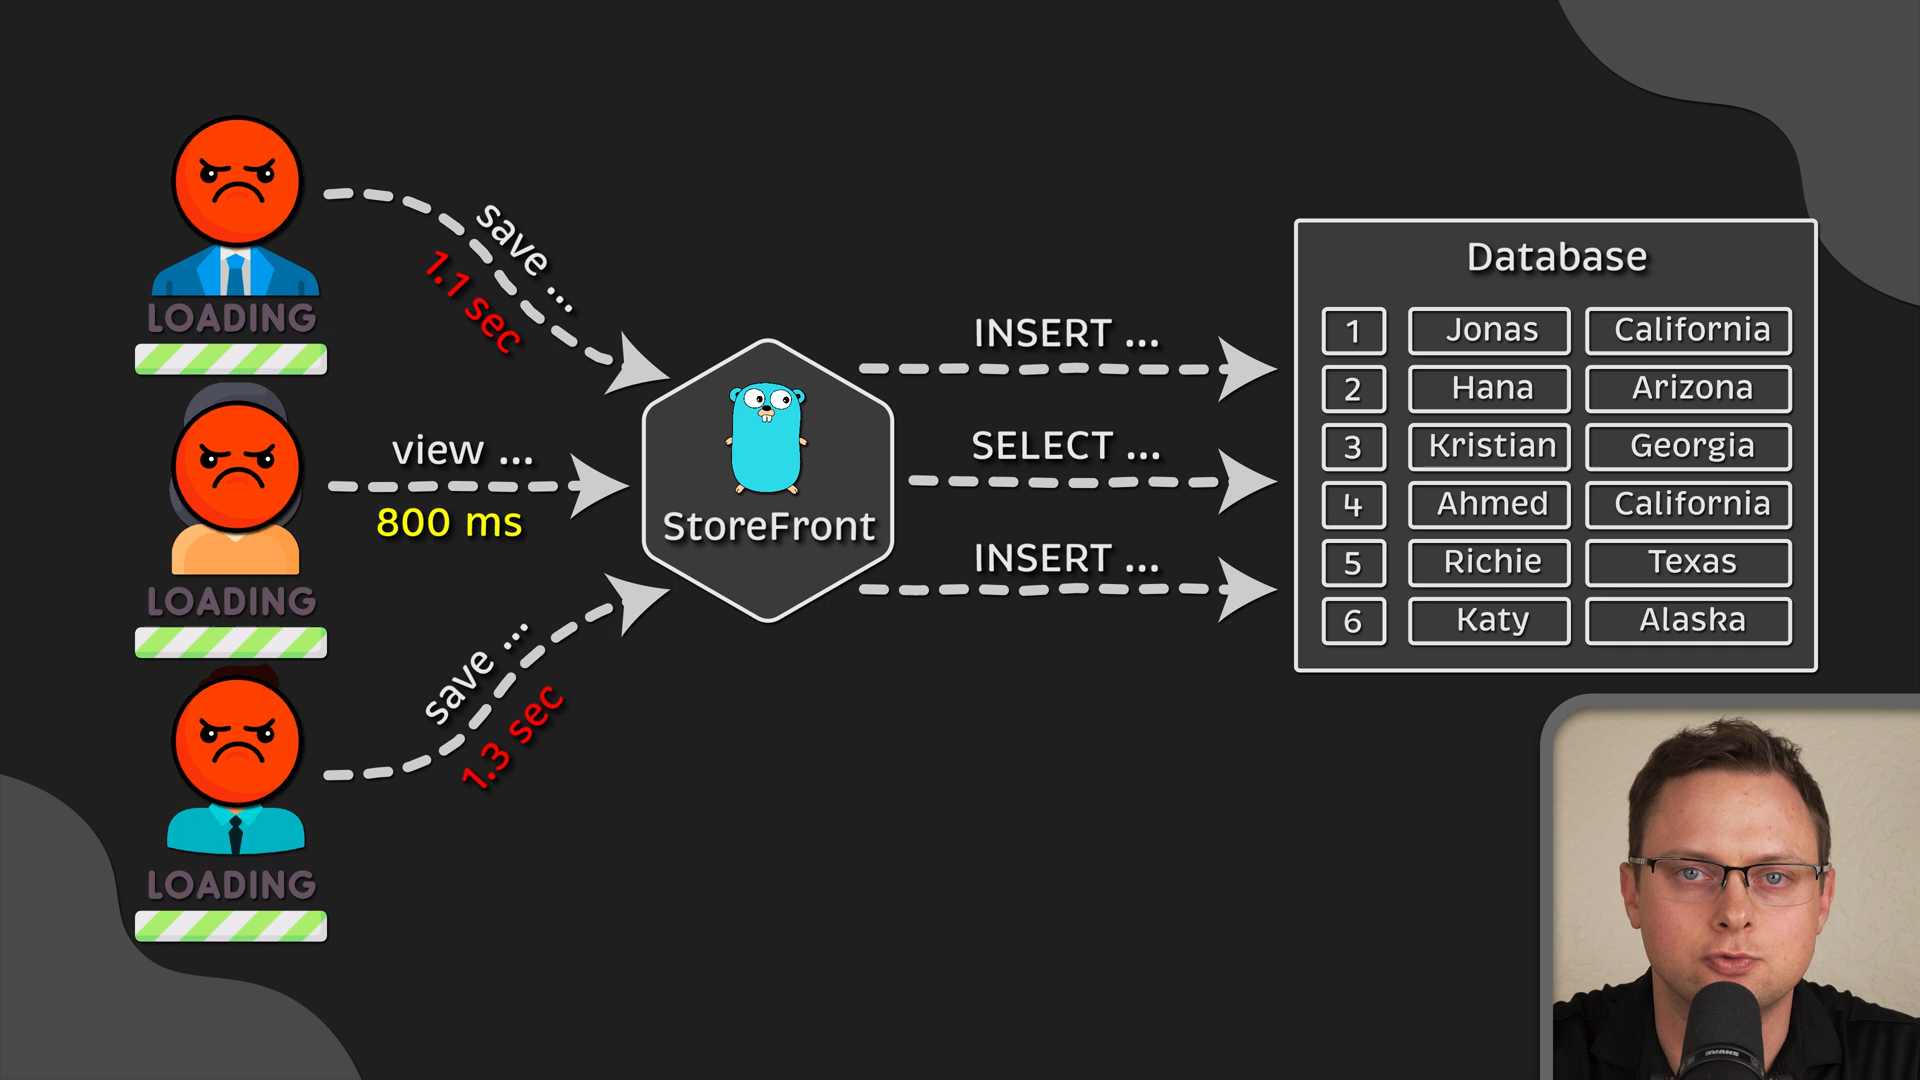 save ...
1.1 sec
LOADING
view ...
800 ms
LOADING
save ...
1.3 sec
LOADING
StoreFront
INSERT ...
SELECT ...
INSERT ...
Database
1 Jonas California
2 Hana Arizona
3 Kristian Georgia
4 Ahmed California
5 Richie Texas
6 Katy Alaska